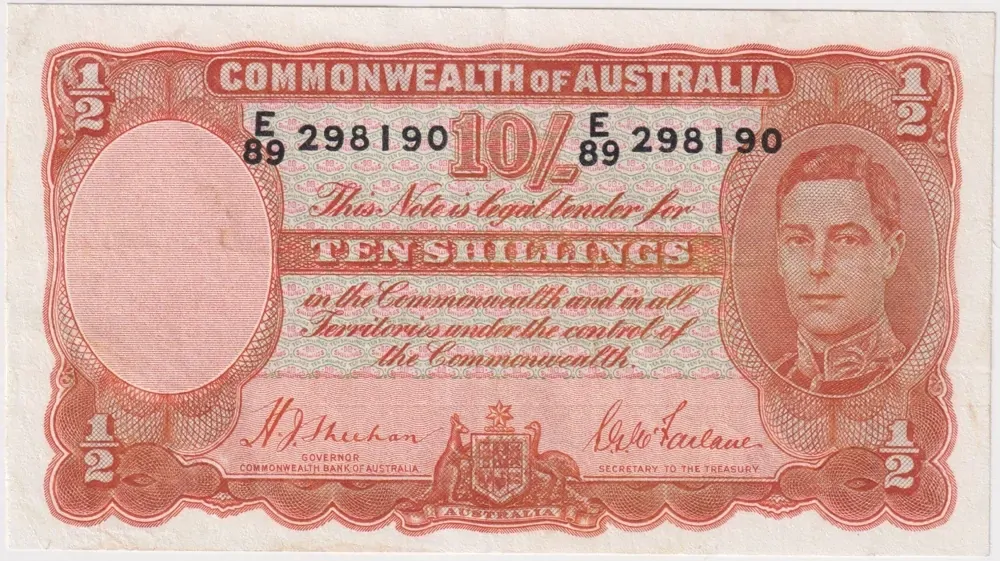 1/2
1/2
COMMONWEALTH OF AUSTRALIA
E/89 298190
10/-
E/89 298190
This Note is legal tender for
TEN SHILLINGS
in the Commonwealth and in all
Territories under the control of
the Commonwealth.
H. J. Sheehan
GOVERNOR
COMMONWEALTH BANK OF AUSTRALIA
S. G. McFarlane
SECRETARY TO THE TREASURY
AUSTRALIA
1/2
1/2